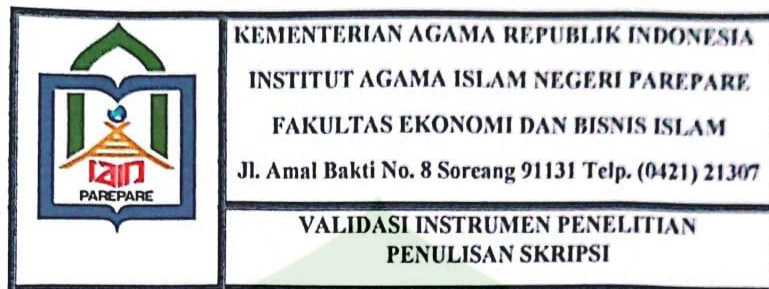 KEMENTERIAN AGAMA REPUBLIK INDONESIA
INSTITUT AGAMA ISLAM NEGERI PAREPARE
FAKULTAS EKONOMI DAN BISNIS ISLAM
Jl. Amal Bakti No. 8 Soreang 91131 Telp. (0421) 21307
VALIDASI INSTRUMEN PENELITIAN
PENULISAN SKRIPSI
IAIN
PAREPARE